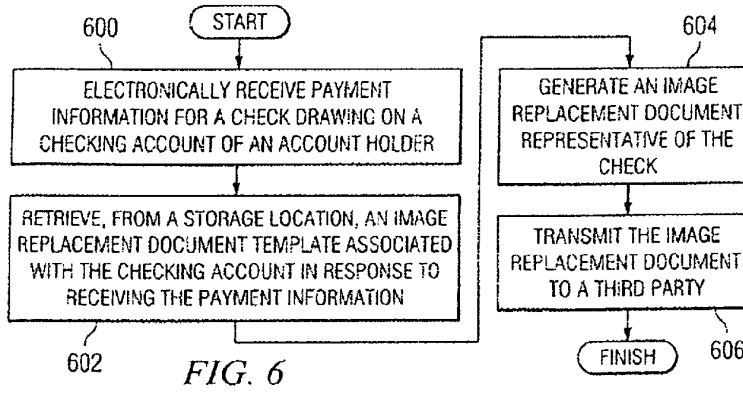 START
600
ELECTRONICALLY RECEIVE PAYMENT
INFORMATION FOR A CHECK DRAWING ON A
CHECKING ACCOUNT OF AN ACCOUNT HOLDER
RETRIEVE, FROM A STORAGE LOCATION, AN IMAGE
REPLACEMENT DOCUMENT TEMPLATE ASSOCIATED
WITH THE CHECKING ACCOUNT IN RESPONSE TO
RECEIVING THE PAYMENT INFORMATION
602
604
GENERATE AN IMAGE
REPLACEMENT DOCUMENT
REPRESENTATIVE OF THE
CHECK
TRANSMIT THE IMAGE
REPLACEMENT DOCUMENT
TO A THIRD PARTY
606
FINISH
FIG. 6